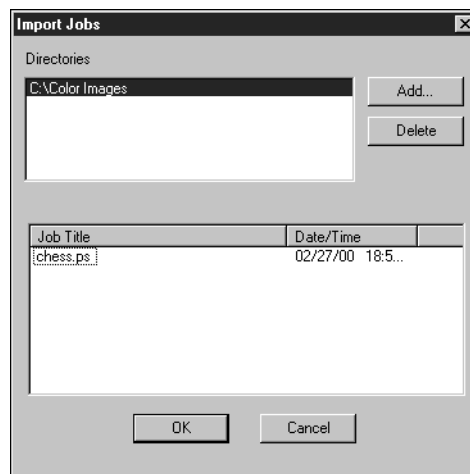 Import Jobs
Directories
C:\Color Images
Add...
Delete
Job Title Date/Time
chess.ps 02/27/00 18:5...
OK Cancel